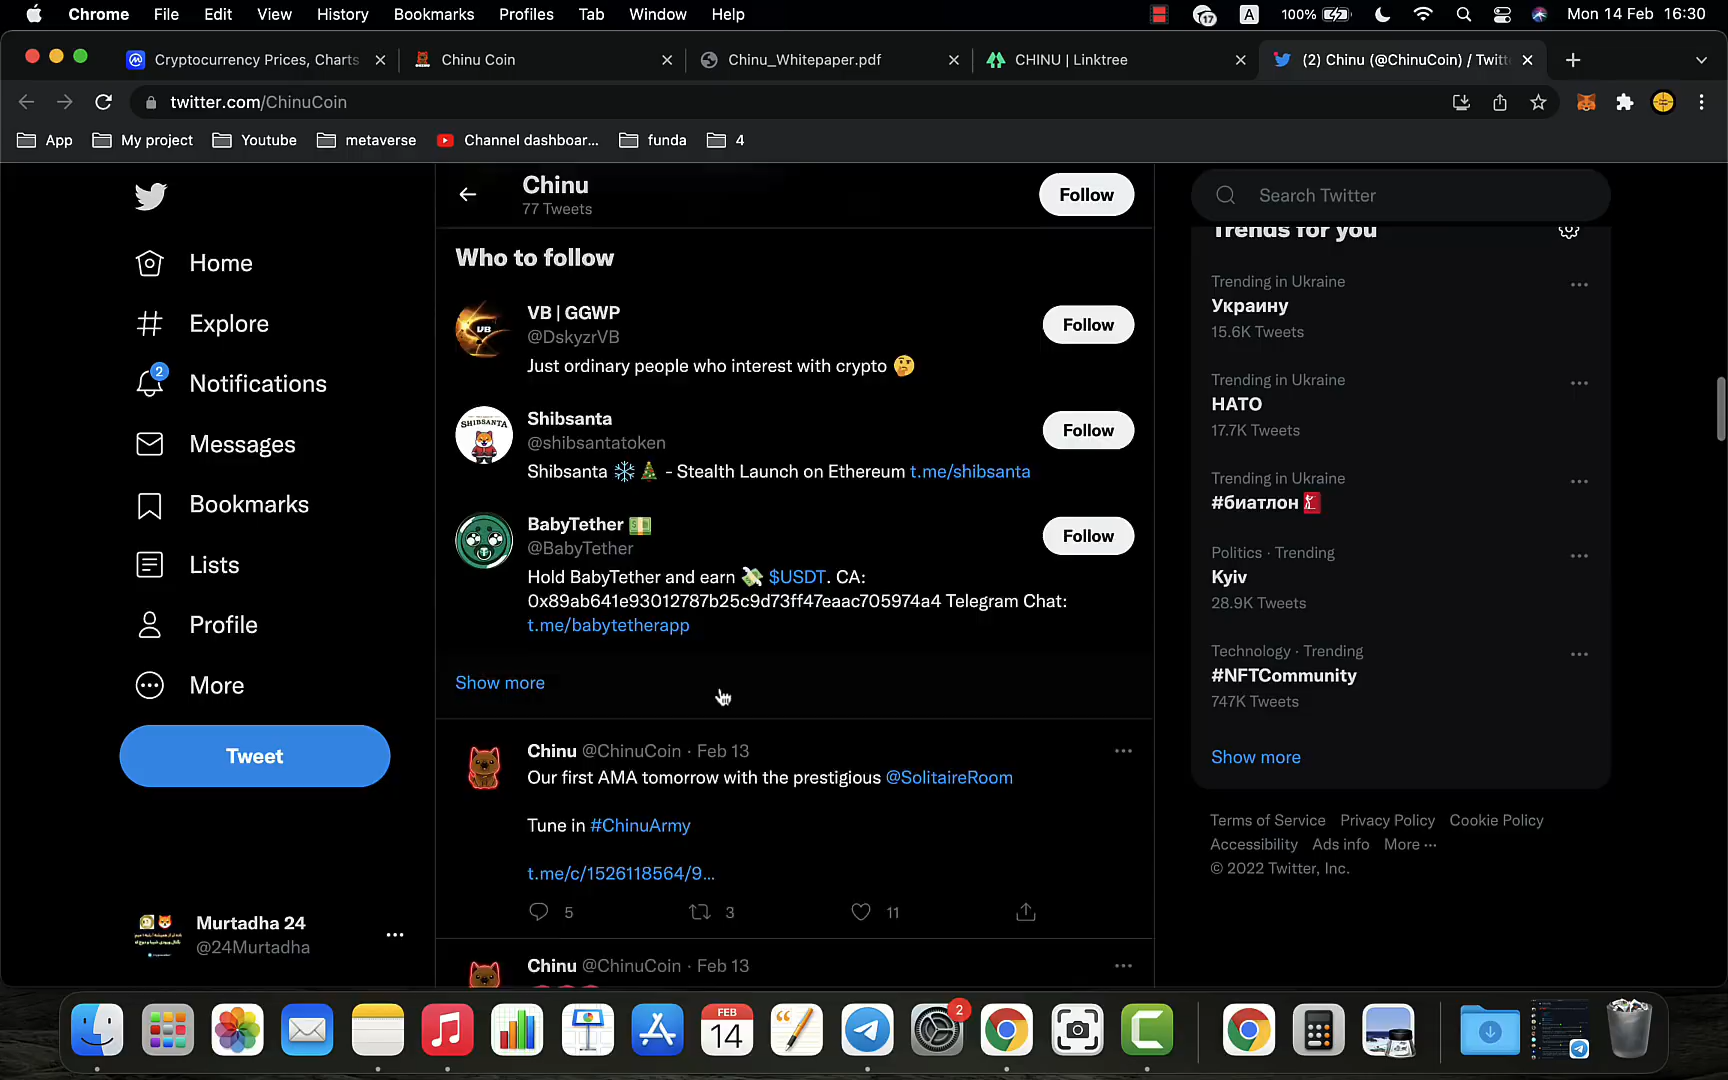 Chrome File Edit View History Bookmarks Profiles Tab Window Help 17 A 100% Mon 14 Feb 16:30
Cryptocurrency Prices, Charts
Chinu Coin
Chinu_Whitepaper.pdf
CHINU | Linktree
(2) Chinu (@ChinuCoin) / Twitt
twitter.com/ChinuCoin
App
My project
Youtube
metaverse
Channel dashboar...
funda
4
Home
Explore
2
Notifications
Messages
Bookmarks
Lists
Profile
More
Tweet
Murtadha 24
@24Murtadha
Chinu
77 Tweets
Follow
Who to follow
VB | GGWP
@DskyzrVB
Just ordinary people who interest with crypto 🤔
Follow
SHIBSANTA
Shibsanta
@shibsantatoken
Shibsanta ❄️🎄 - Stealth Launch on Ethereum t.me/shibsanta
Follow
BabyTether 💵
@BabyTether
Hold BabyTether and earn 💸 $USDT. CA:
0x89ab641e93012787b25c9d73ff47eaac705974a4 Telegram Chat:
t.me/babytetherapp
Follow
Show more
Chinu @ChinuCoin · Feb 13
Our first AMA tomorrow with the prestigious @SolitaireRoom
Tune in #ChinuArmy
t.me/c/1526118564/9...
5 3 11
Chinu @ChinuCoin · Feb 13
Search Twitter
Trends for you
Trending in Ukraine
Украину
15.6K Tweets
Trending in Ukraine
НАТО
17.7K Tweets
Trending in Ukraine
#биатлон
Politics · Trending
Kyiv
28.9K Tweets
Technology · Trending
#NFTCommunity
747K Tweets
Show more
Terms of Service Privacy Policy Cookie Policy
Accessibility Ads info More ···
© 2022 Twitter, Inc.
FEB
14
2